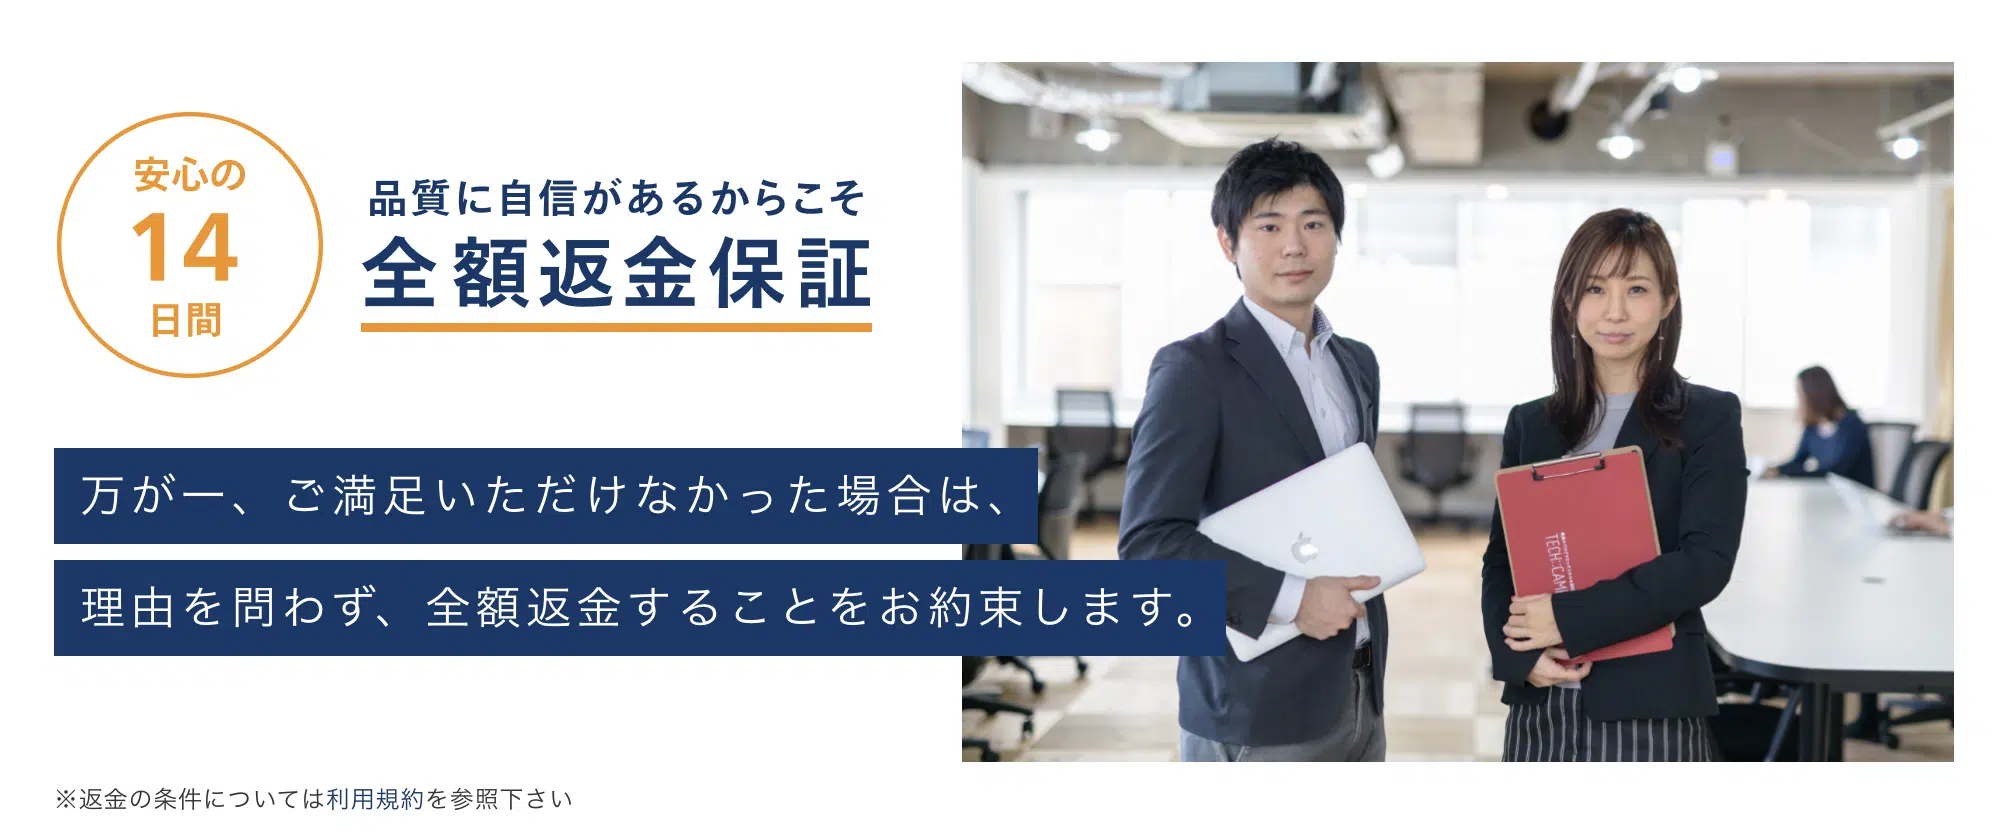 安心の
14
日間
品質に自信があるからこそ
全額返金保証
万が一、ご満足いただけなかった場合は、
理由を問わず、全額返金することをお約束します。
TECH::CAM
※返金の条件については利用規約を参照下さい